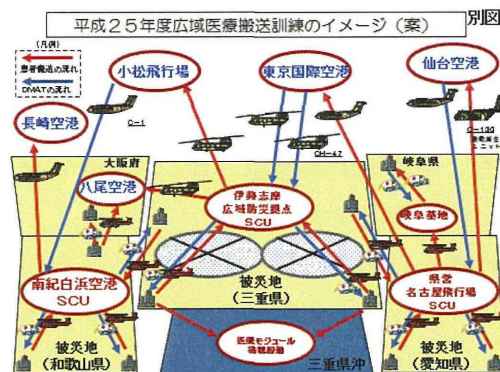 平成25年度広域医療搬送訓練のイメージ（案）
別図
（凡例）
患者搬送の流れ
DMATの流れ
小松飛行場
東京国際空港
仙台空港
長崎空港
C-1
CH-47
C-130
大阪府
八尾空港
伊勢志摩
広域防災拠点
SCU
岐阜県
岐阜基地
南紀白浜空港
SCU
被災地
（三重県）
県営
名古屋飛行場
SCU
被災地
（和歌山県）
医療モジュール
搭載船舶
三重県沖
被災地
（愛知県）